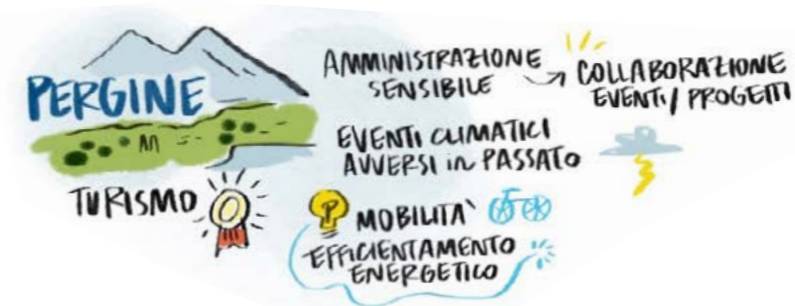 PERGINE
AMMINISTRAZIONE
SENSIBILE
COLLABORAZIONE
EVENTI / PROGETTI
EVENTI CLIMATICI
AVVERSI in PASSATO
TURISMO
P
MOBILITA'
EFFICIENTAMENTO
ENERGETICO